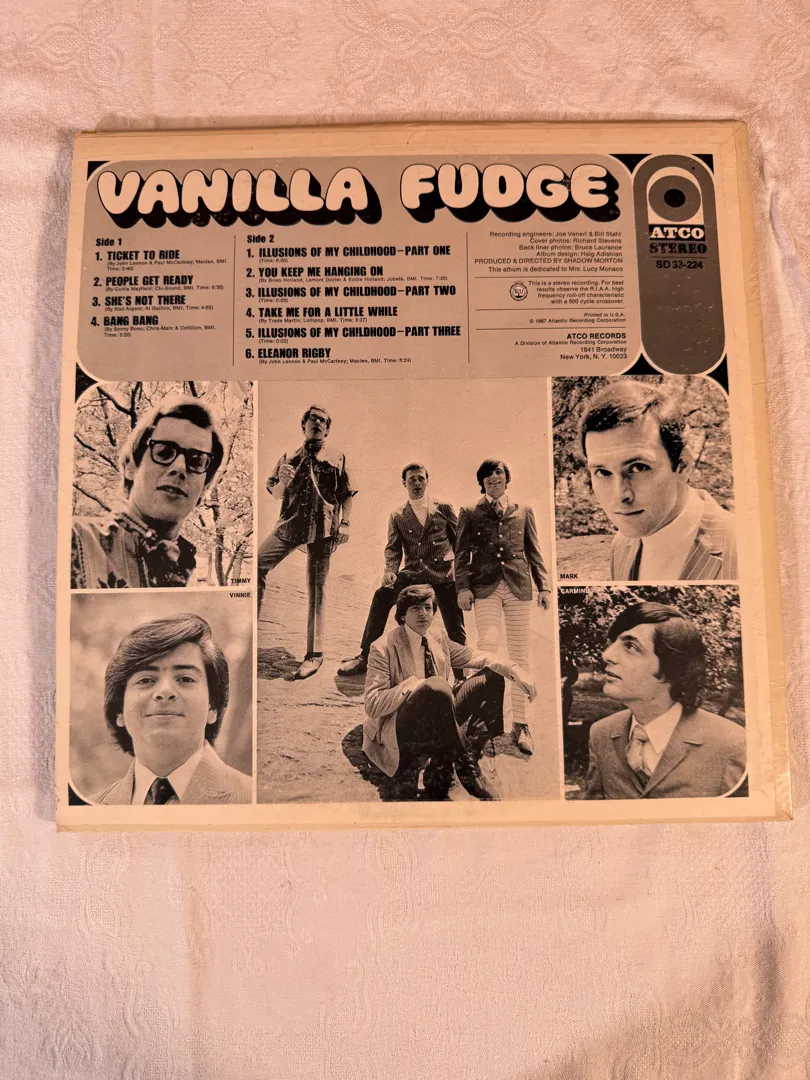 VANILLA FUDGE
Side 1
1. TICKET TO RIDE
(By John Lennon & Paul McCartney; Maclen, BMI.
Time: 5:40)
2. PEOPLE GET READY
(By Curtis Mayfield; Chi-Sound, BMI. Time: 6:30)
3. SHE'S NOT THERE
(By Rod Argent; Al Gallico, BMI. Time: 4:55)
4. BANG BANG
(By Sonny Bono; Chris-Marc & Cotillion, BMI.
Time: 5:20)
Side 2
1. ILLUSIONS OF MY CHILDHOOD—PART ONE
(Time: 0:20)
2. YOU KEEP ME HANGING ON
(By Brian Holland, Lamont Dozier & Eddie Holland; Jobete, BMI. Time: 7:20)
3. ILLUSIONS OF MY CHILDHOOD—PART TWO
(Time: 0:23)
4. TAKE ME FOR A LITTLE WHILE
(By Trade Martin; Lollipop, BMI. Time: 3:27)
5. ILLUSIONS OF MY CHILDHOOD—PART THREE
(Time: 0:22)
6. ELEANOR RIGBY
(By John Lennon & Paul McCartney; Maclen, BMI. Time: 8:24)
Recording engineers: Joe Veneri & Bill Stahl
Cover photos: Richard Stevens
Back liner photos: Bruce Laurance
Album design: Haig Adishian
PRODUCED & DIRECTED BY SHADOW MORTON
This album is dedicated to Mrs. Lucy Monaco
This is a stereo recording. For best
results observe the R.I.A.A. high
frequency roll-off characteristic
with a 500 cycle crossover.
Printed in U.S.A.
© 1967 Atlantic Recording Corporation
ATCO RECORDS
A Division of Atlantic Recording Corporation
1841 Broadway
New York, N. Y. 10023
ATCO
STEREO
SD 33-224
TIMMY
MARK
VINNIE
CARMINE